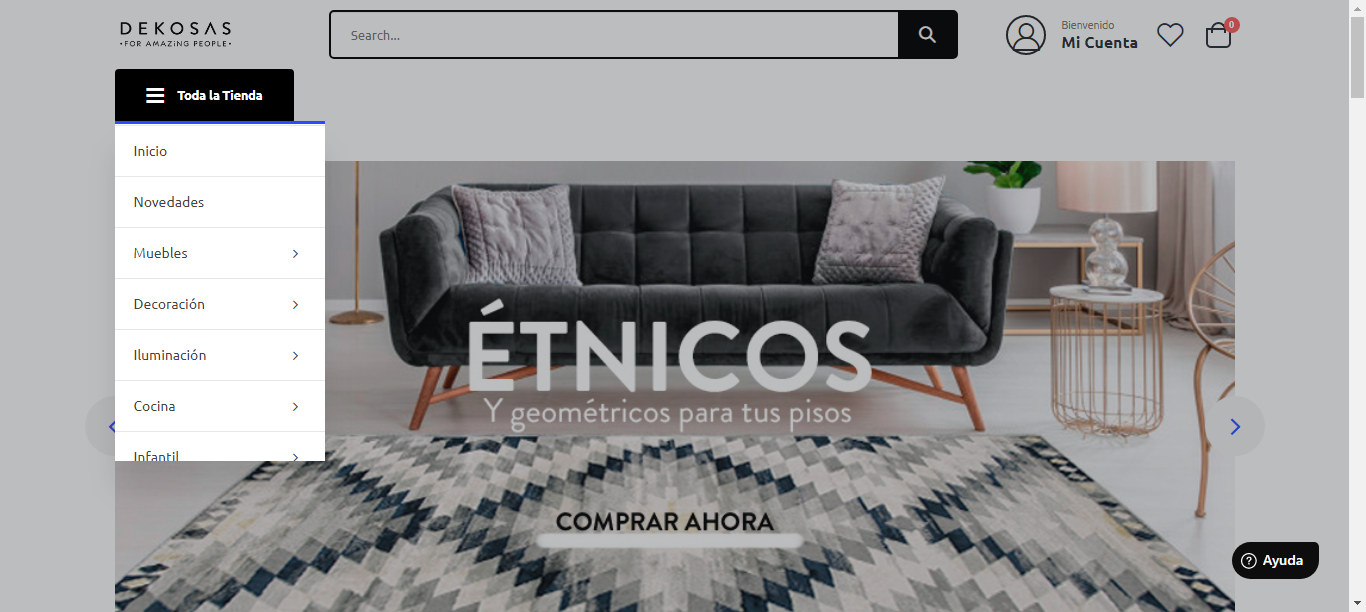 DEKOSAS
•FOR AMAZING PEOPLE•
Search...
Bienvenido
Mi Cuenta
0
Toda la Tienda
Inicio
Novedades
Muebles
Decoración
Iluminación
Cocina
Infantil
ÉTNICOS
Y geométricos para tus pisos
COMPRAR AHORA
Ayuda